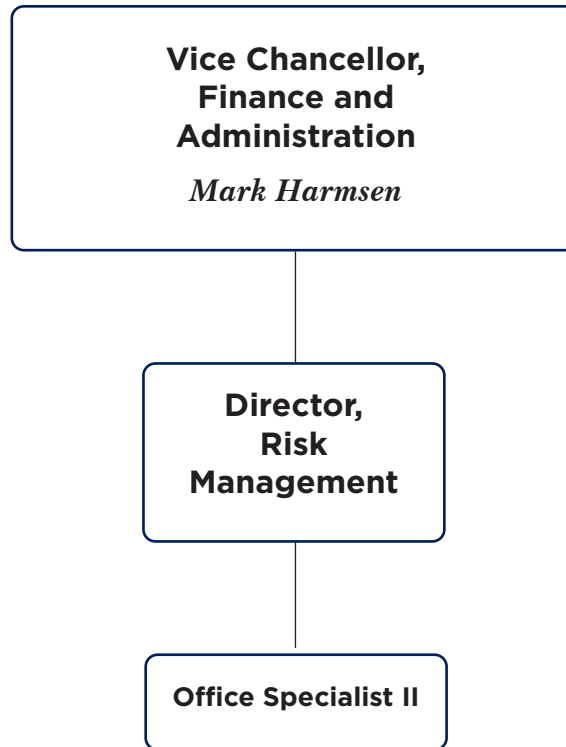 Vice Chancellor,
Finance and
Administration
Mark Harmsen
Director,
Risk
Management
Office Specialist II